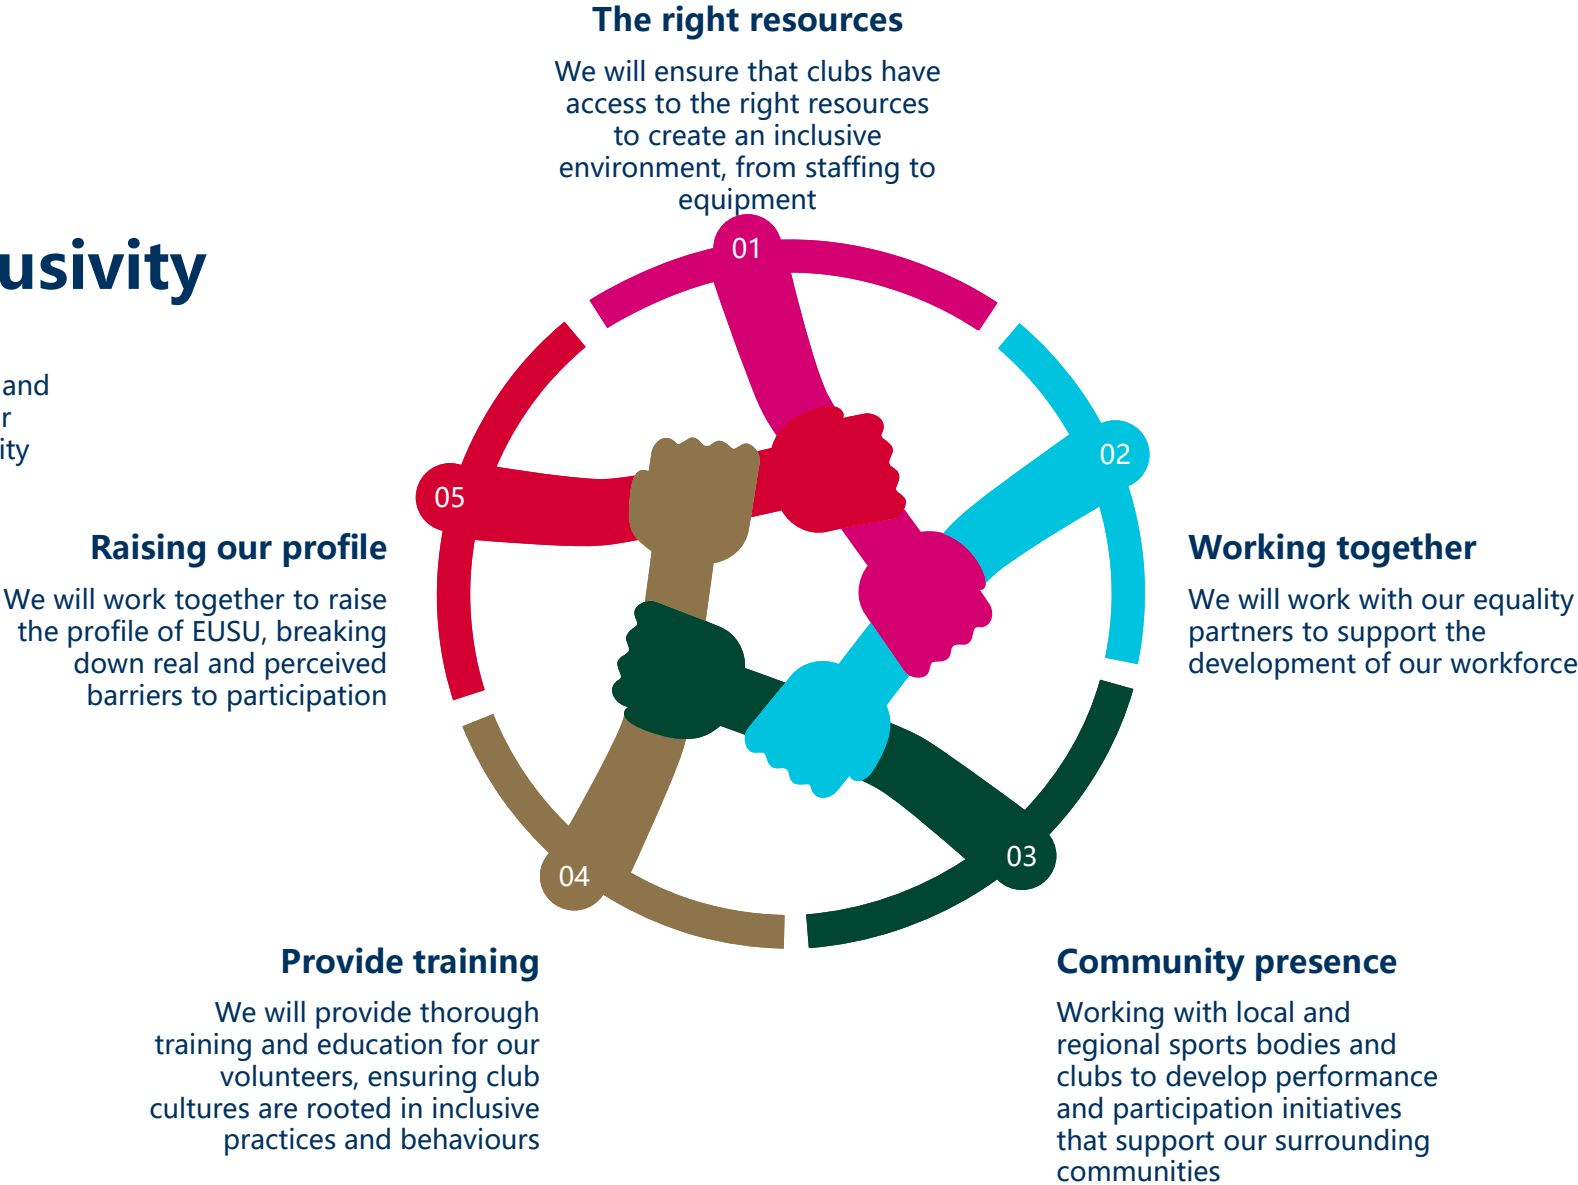 The right resources
We will ensure that clubs have
access to the right resources
to create an inclusive
environment, from staffing to
equipment
usivity
and
r
ity
01
02
03
04
05
Working together
We will work with our equality
partners to support the
development of our workforce
Community presence
Working with local and
regional sports bodies and
clubs to develop performance
and participation initiatives
that support our surrounding
communities
Provide training
We will provide thorough
training and education for our
volunteers, ensuring club
cultures are rooted in inclusive
practices and behaviours
Raising our profile
We will work together to raise
the profile of EUSU, breaking
down real and perceived
barriers to participation